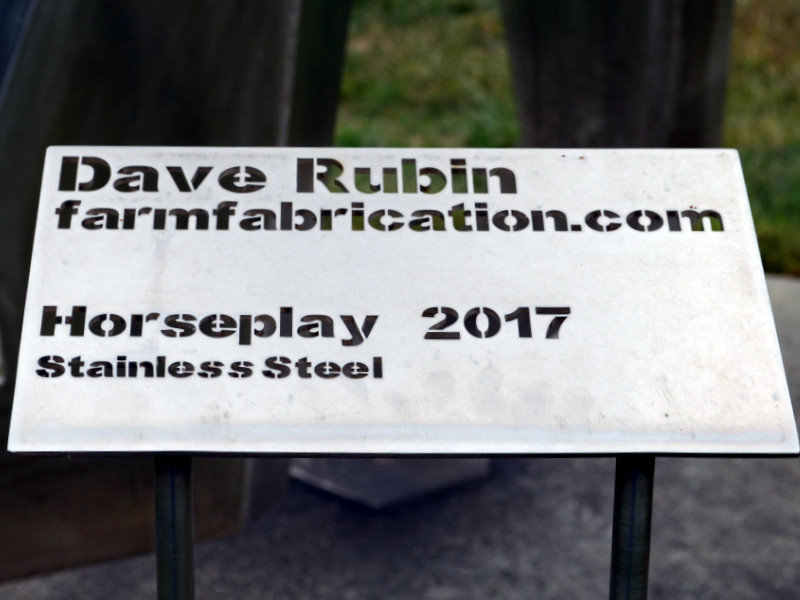 Dave Rubin
farmfabrication.com
Horseplay 2017
Stainless Steel